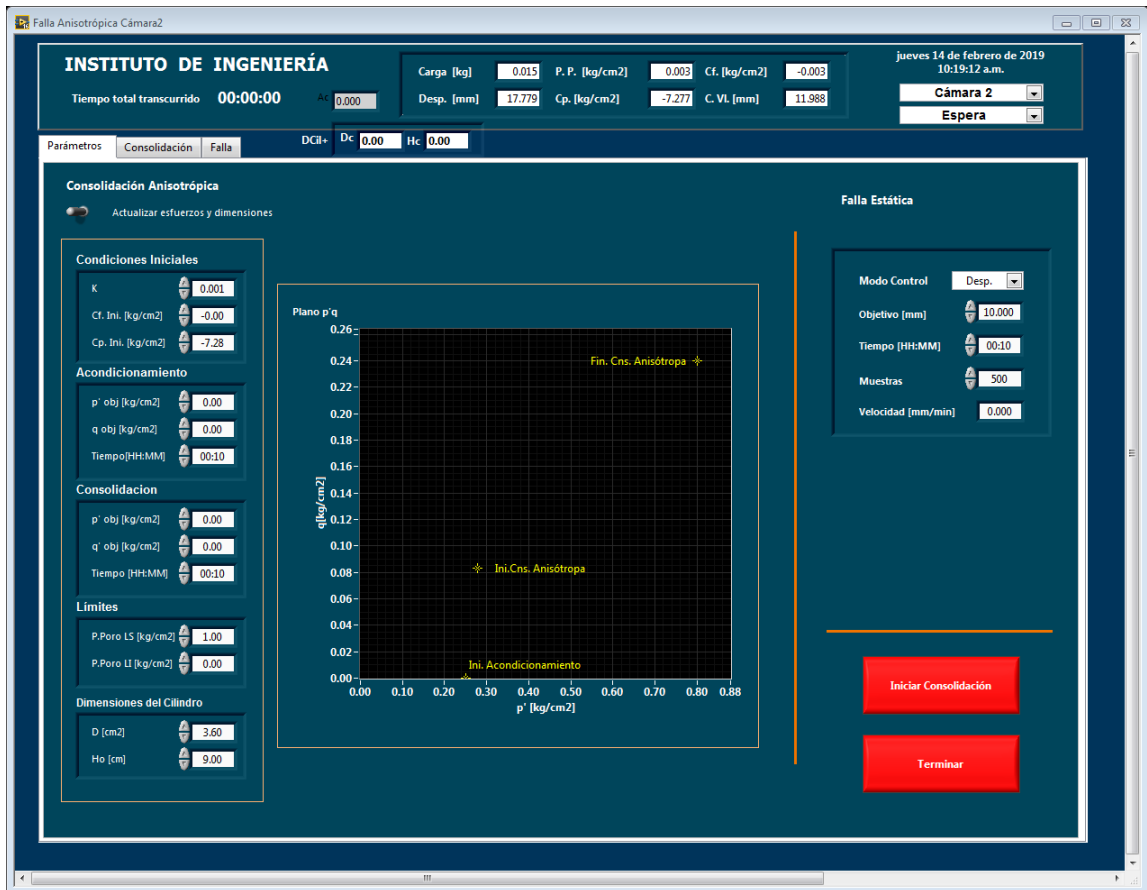 Falla Anisotrópica Cámara2
INSTITUTO DE INGENIERÍA
Tiempo total transcurrido 00:00:00 Ac 0.000
Carga [kg] 0.015 P. P. [kg/cm2] 0.003 Cf. [kg/cm2] -0.003
Desp. [mm] 17.779 Cp. [kg/cm2] -7.277 C. Vl. [mm] 11.988
jueves 14 de febrero de 2019
10:19:12 a.m.
Cámara 2
Espera
DCil+ Dc 0.00 Hc 0.00
Parámetros Consolidación Falla
Consolidación Anisotrópica
Actualizar esfuerzos y dimensiones
Condiciones Iniciales
K 0.001
Cf. Ini. [kg/cm2] -0.00
Cp. Ini. [kg/cm2] -7.28
Acondicionamiento
p' obj [kg/cm2] 0.00
q obj [kg/cm2] 0.00
Tiempo[HH:MM] 00:10
Consolidacion
p' obj [kg/cm2] 0.00
q' obj [kg/cm2] 0.00
Tiempo [HH:MM] 00:10
Límites
P.Poro LS [kg/cm2] 1.00
P.Poro LI [kg/cm2] 0.00
Dimensiones del Cilindro
D [cm2] 3.60
Ho [cm] 9.00
Plano p'q
0.26
0.24
0.22
0.20
0.18
0.16
0.14
0.12
0.10
0.08
0.06
0.04
0.02
0.00
q[kg/cm2]
Fin. Cns. Anisótropa
Ini.Cns. Anisótropa
Ini. Acondicionamiento
0.00 0.10 0.20 0.30 0.40 0.50 0.60 0.70 0.80 0.88
p' [kg/cm2]
Falla Estática
Modo Control Desp.
Objetivo [mm] 10.000
Tiempo [HH:MM] 00:10
Muestras 500
Velocidad [mm/min] 0.000
Iniciar Consolidación
Terminar